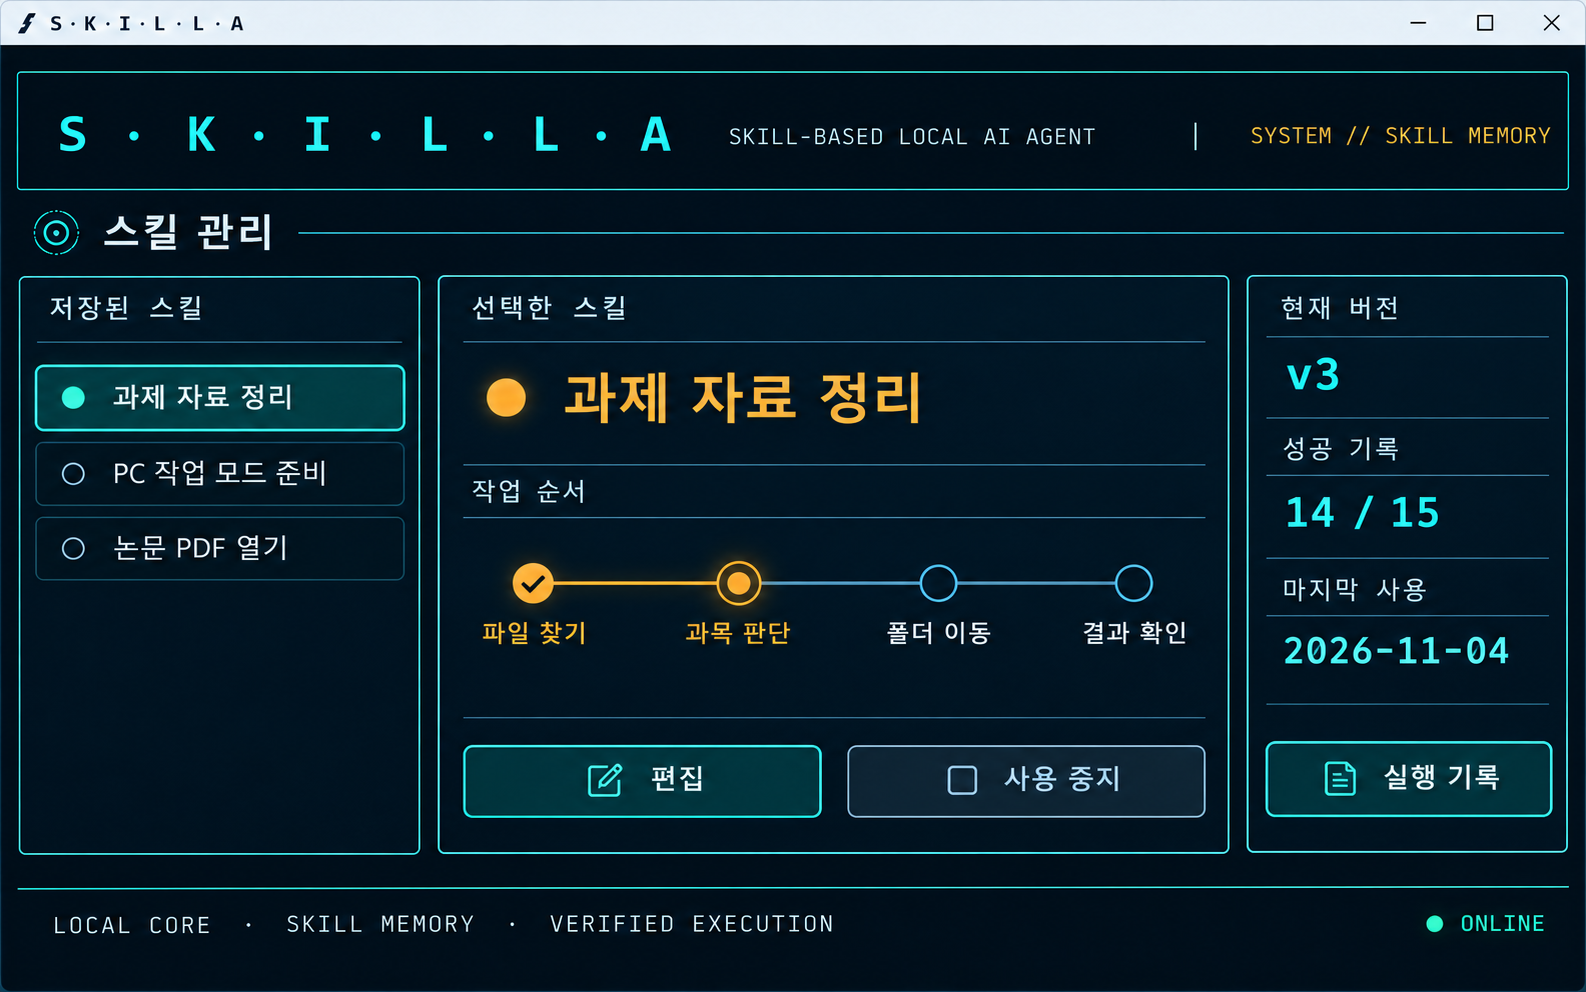 S·K·I·L·L·A
S · K · I · L · L · A SKILL-BASED LOCAL AI AGENT | SYSTEM // SKILL MEMORY
스킬 관리
저장된 스킬
과제 자료 정리
PC 작업 모드 준비
논문 PDF 열기
선택한 스킬
과제 자료 정리
작업 순서
파일 찾기 과목 판단 폴더 이동 결과 확인
편집 사용 중지
현재 버전
v3
성공 기록
14 / 15
마지막 사용
2026-11-04
실행 기록
LOCAL CORE · SKILL MEMORY · VERIFIED EXECUTION ONLINE